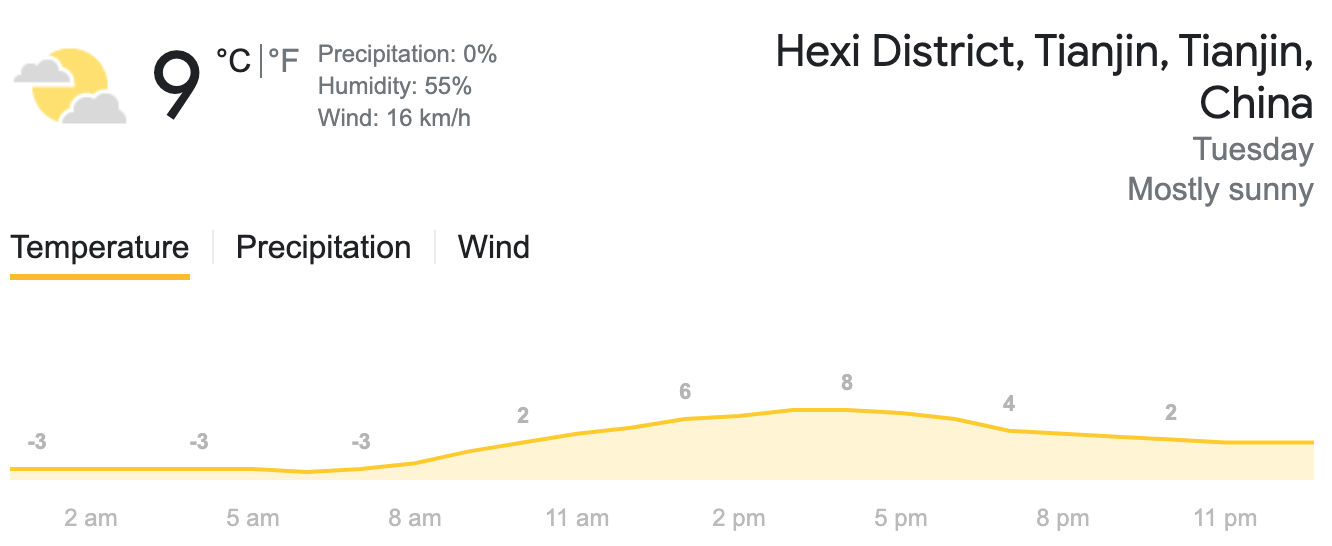 9 °C | °F
Precipitation: 0%
Humidity: 55%
Wind: 16 km/h
Hexi District, Tianjin, Tianjin,
China
Tuesday
Mostly sunny
Temperature | Precipitation | Wind
-3 -3 -3 2 6 8 4 2
2 am 5 am 8 am 11 am 2 pm 5 pm 8 pm 11 pm